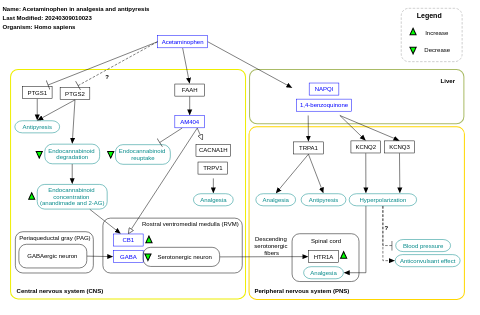 Name: Acetaminophen in analgesia and antipyresis
Last Modified: 20240309010023
Organism: Homo sapiens
Legend
Increase
Decrease
Acetaminophen
?
Liver
PTGS1
PTGS2
FAAH
NAPQI
1,4-benzoquinone
Antipyresis
AM404
Endocannabinoid
degradation
Endocannabinoid
reuptake
CACNA1H
TRPV1
TRPA1
KCNQ2
KCNQ3
Endocannabinoid
concentration
(anandimade and 2-AG)
Analgesia
Analgesia
Antipyresis
Hyperpolarization
Rostral ventromedial medulla (RVM)
?
Periaqueductal gray (PAG)
GABAergic neuron
CB1
GABA
Serotonergic neuron
Descending
serotonergic
fibers
Spinal cord
HTR1A
Analgesia
Blood pressure
Anticonvulsant effect
Central nervous system (CNS)
Peripheral nervous system (PNS)